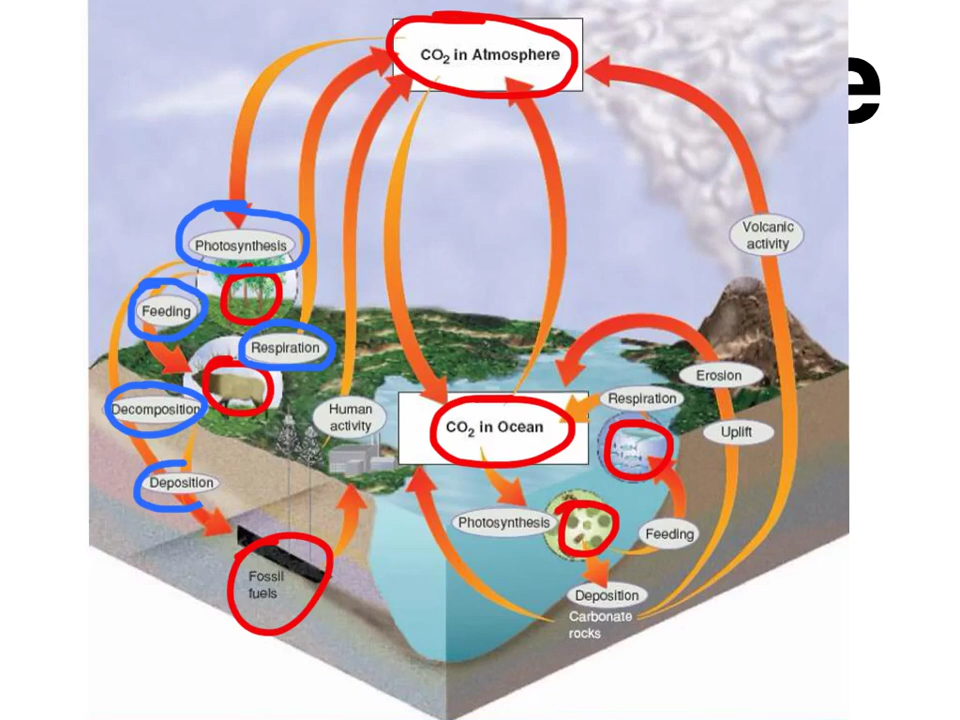 CO₂ in Atmosphere
e
Volcanic
activity
Photosynthesis
Feeding
Respiration
Erosion
Respiration
Decomposition
Human
activity
CO₂ in Ocean
Uplift
Deposition
Photosynthesis
Feeding
Fossil
fuels
Deposition
Carbonate
rocks